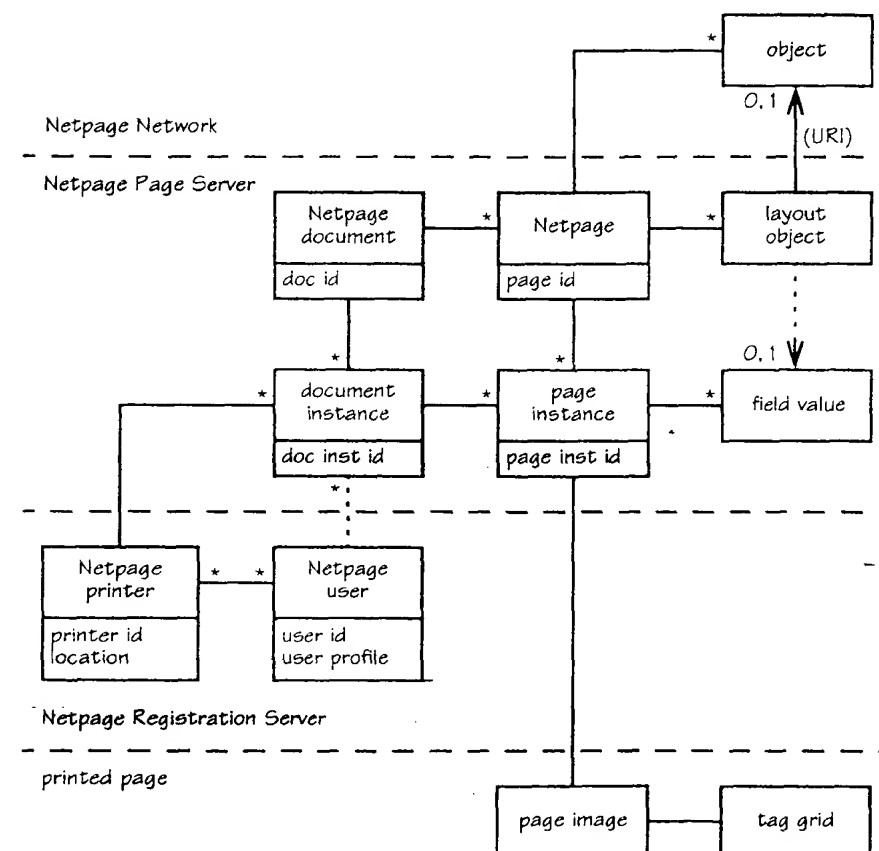 *
object
0,1
(URI)
Netpage Network
Netpage Page Server
Netpage
document
doc id
*
Netpage
page id
*
layout
object
*
*
0,1
*
document
instance
doc inst id
*
page
instance
page inst id
*
field value
*
Netpage
printer
printer id
location
*
*
Netpage
user
user id
user profile
Netpage Registration Server
printed page
page image
tag grid